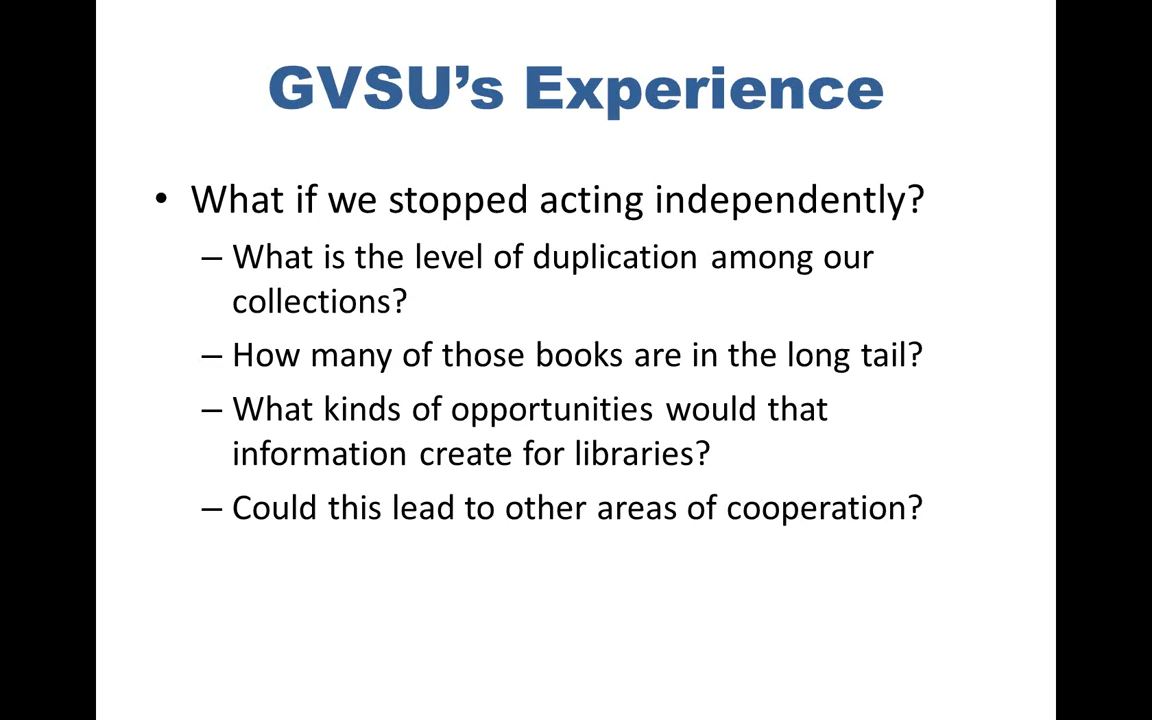 GVSU’s Experience
• What if we stopped acting independently?
– What is the level of duplication among our
collections?
– How many of those books are in the long tail?
– What kinds of opportunities would that
information create for libraries?
– Could this lead to other areas of cooperation?